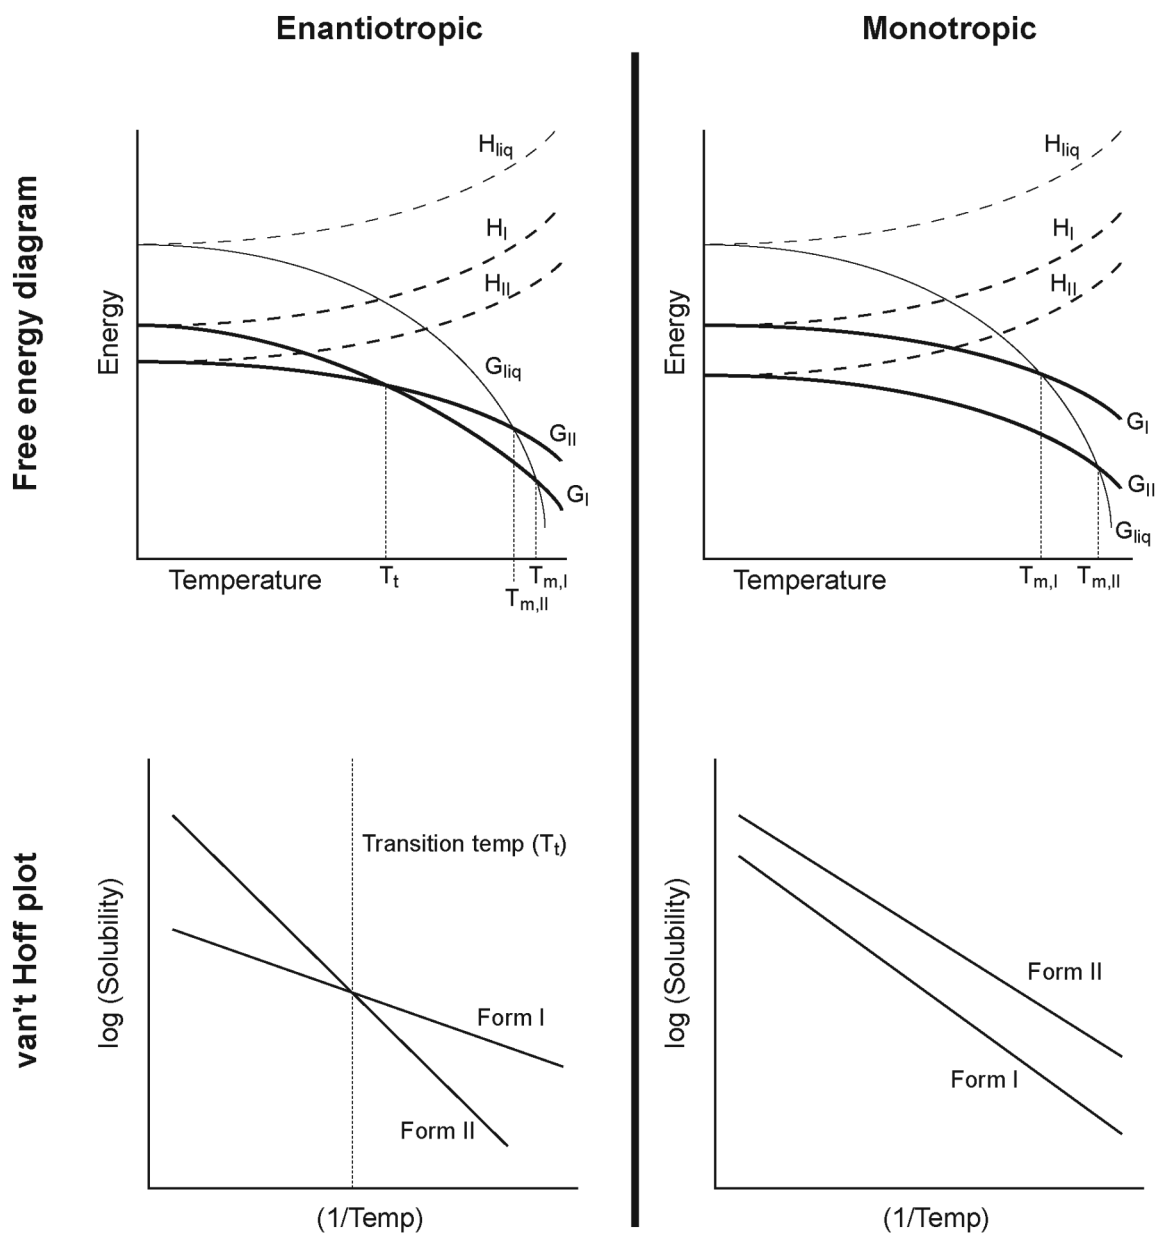 Enantiotropic
Monotropic
Free energy diagram
Energy
H_liq
H_I
H_II
G_liq
G_II
G_I
Temperature
T_t
T_m,II
T_m,I
Energy
H_liq
H_I
H_II
G_I
G_II
G_liq
Temperature
T_m,I
T_m,II
van't Hoff plot
log (Solubility)
Transition temp (T_t)
Form I
Form II
(1/Temp)
log (Solubility)
Form II
Form I
(1/Temp)